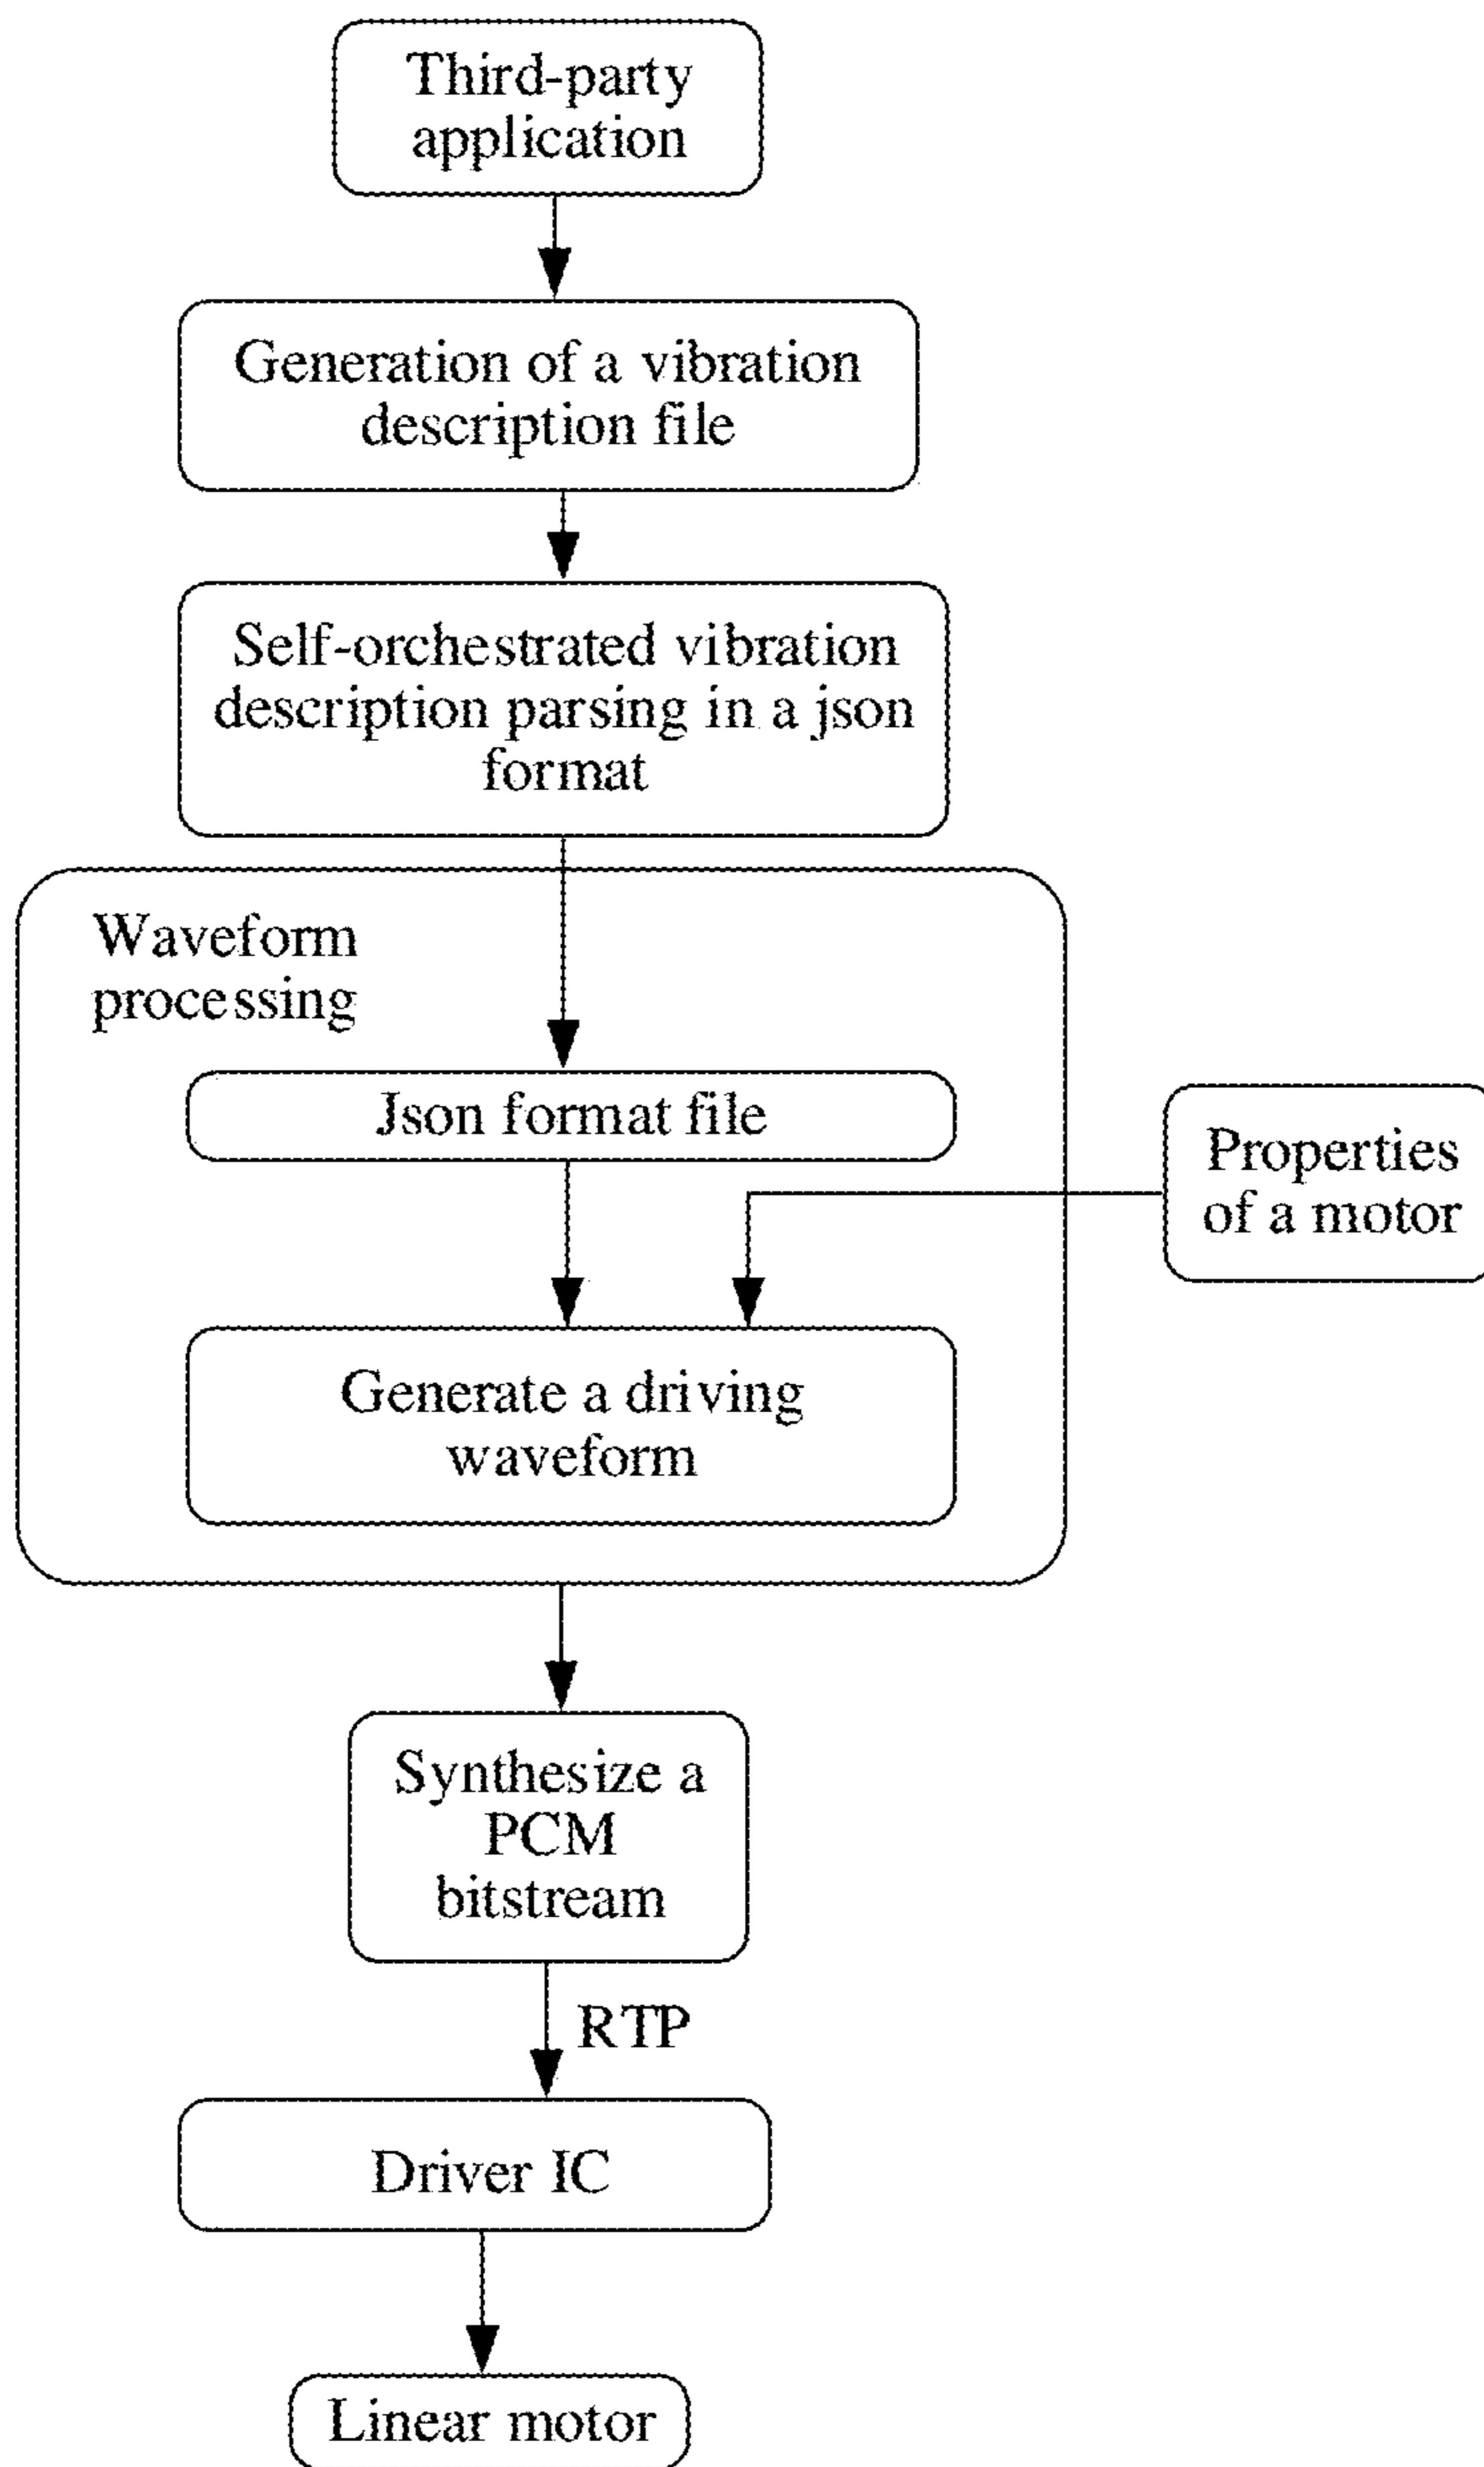 Third-party
application
Generation of a vibration
description file
Self-orchestrated vibration
description parsing in a json
format
Waveform
processing
Json format file
Properties
of a motor
Generate a driving
waveform
Synthesize a
PCM
bitstream
RTP
Driver IC
Linear motor